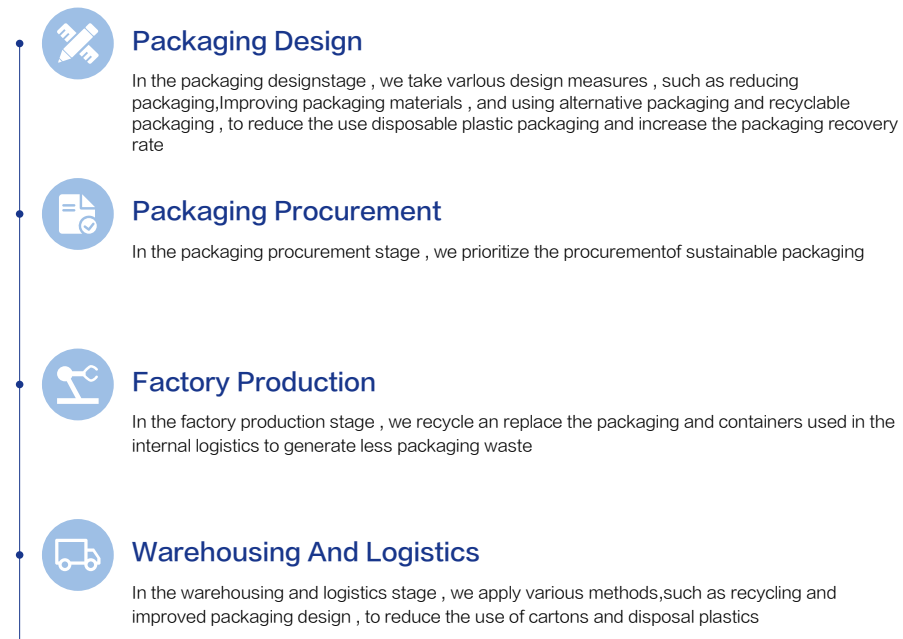 Packaging Design
In the packaging designstage , we take varlous design measures , such as reducing
packaging,Improving packaging materials , and using alternative packaging and recyclable
packaging , to reduce the use disposable plastic packaging and increase the packaging recovery
rate
Packaging Procurement
In the packaging procurement stage , we prioritize the procurementof sustainable packaging
Factory Production
In the factory production stage , we recycle an replace the packaging and containers used in the
internal logistics to generate less packaging waste
Warehousing And Logistics
In the warehousing and logistics stage , we apply various methods,such as recycling and
improved packaging design , to reduce the use of cartons and disposal plastics